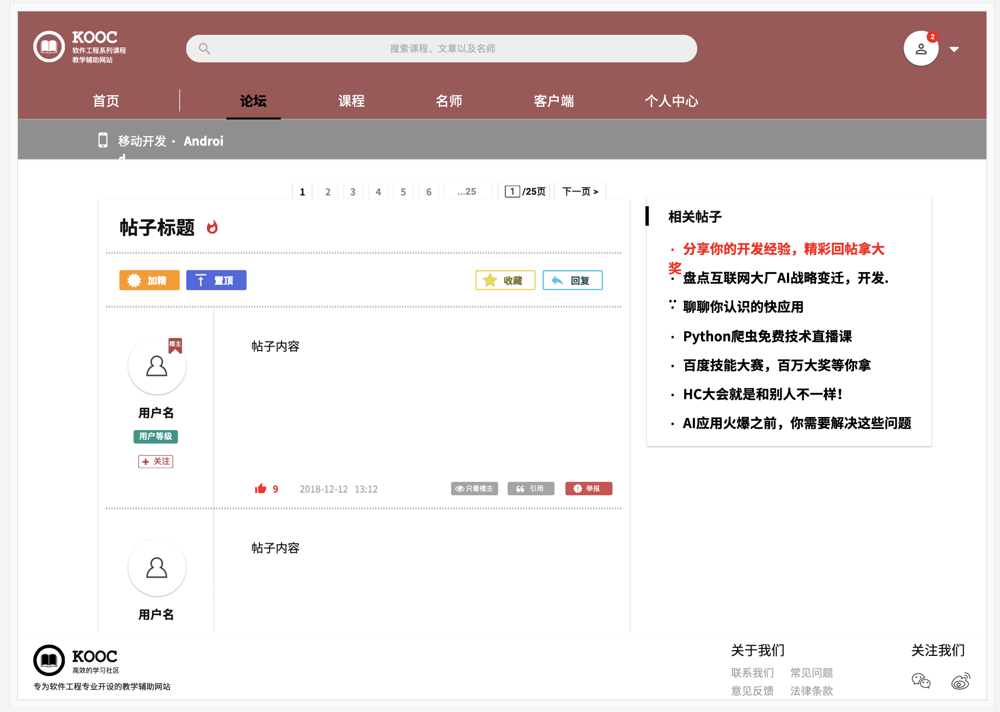 KOOC
软件工程系列课程
教学辅助网站
搜索课程、文章以及名师
2
首页
论坛
课程
名师
客户端
个人中心
移动开发 · Androi
d
1 2 3 4 5 6 ...25 1/25页 下一页 >
帖子标题
加精
置顶
收藏
回复
楼主
用户名
用户等级
+ 关注
帖子内容
9
2018-12-12 13:12
只看楼主
引用
举报
帖子内容
用户名
相关帖子
· 分享你的开发经验，精彩回帖拿大
奖
· 盘点互联网大厂AI战略变迁，开发.
..
· 聊聊你认识的快应用
· Python爬虫免费技术直播课
· 百度技能大赛，百万大奖等你拿
· HC大会就是和别人不一样！
· AI应用火爆之前，你需要解决这些问题
KOOC
高效的学习社区
专为软件工程专业开设的教学辅助网站
关于我们
联系我们 常见问题
意见反馈 法律条款
关注我们